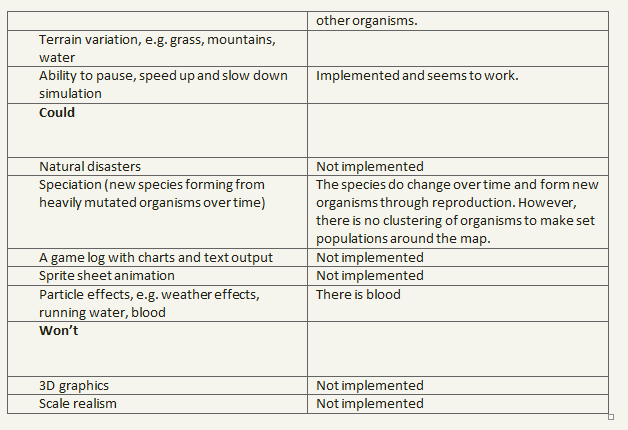 other organisms.
Terrain variation, e.g. grass, mountains,
water
Ability to pause, speed up and slow down
simulation
Implemented and seems to work.
Could
Natural disasters
Not implemented
Speciation (new species forming from
heavily mutated organisms over time)
The species do change over time and form new
organisms through reproduction. However,
there is no clustering of organisms to make set
populations around the map.
A game log with charts and text output
Not implemented
Sprite sheet animation
Not implemented
Particle effects, e.g. weather effects,
running water, blood
There is blood
Won't
3D graphics
Not implemented
Scale realism
Not implemented